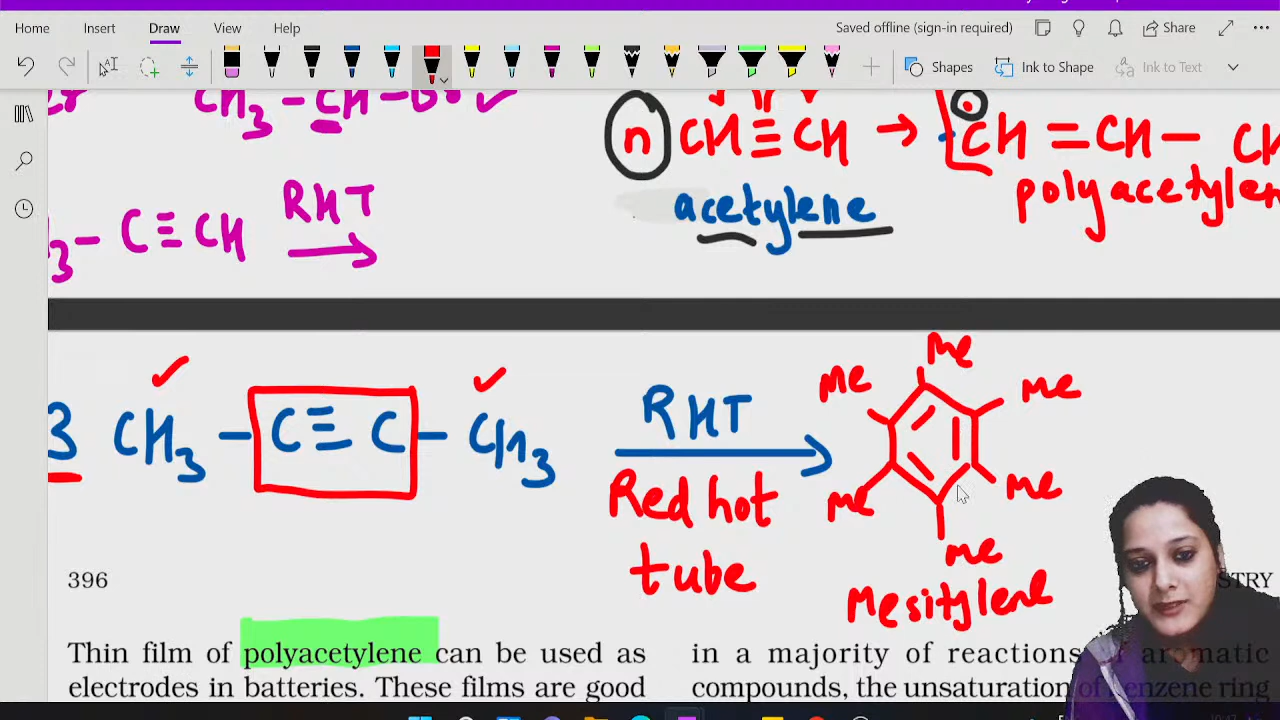 Home Insert Draw View Help Saved offline (sign-in required) Share
Shapes Ink to Shape Ink to Text
CH3 – CH – Br
n CH ≡ CH → CH = CH – CH
polyacetylen
acetylene
3 – C ≡ CH RHT
3 CH3 – C ≡ C – CH3 RHT
Red hot
tube
Me
Me
Me
Me
Me
Me
Mesitylene
396
STRY
Thin film of polyacetylene can be used as
electrodes in batteries. These films are good
in a majority of reactions of aromatic
compounds, the unsaturation of benzene ring